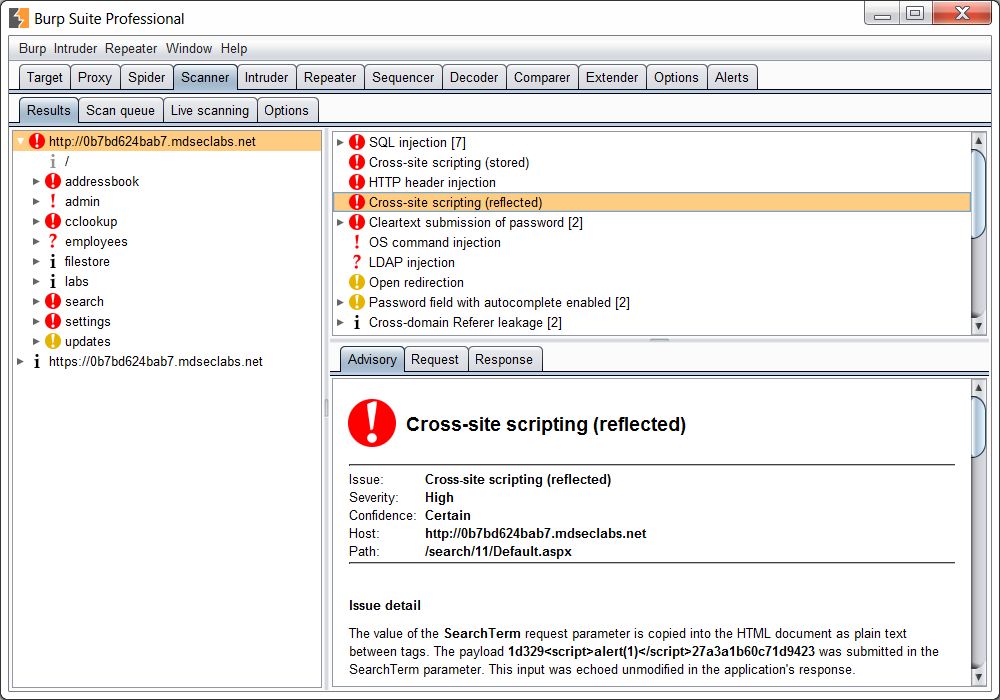 Burp Suite Professional
Burp Intruder Repeater Window Help
Target Proxy Spider Scanner Intruder Repeater Sequencer Decoder Comparer Extender Options Alerts
Results Scan queue Live scanning Options
http://0b7bd624bab7.mdseclabs.net
/
addressbook
admin
cclookup
employees
filestore
labs
search
settings
updates
https://0b7bd624bab7.mdseclabs.net
SQL injection [7]
Cross-site scripting (stored)
HTTP header injection
Cross-site scripting (reflected)
Cleartext submission of password [2]
OS command injection
LDAP injection
Open redirection
Password field with autocomplete enabled [2]
Cross-domain Referer leakage [2]
Advisory Request Response
Cross-site scripting (reflected)
Issue: Cross-site scripting (reflected)
Severity: High
Confidence: Certain
Host: http://0b7bd624bab7.mdseclabs.net
Path: /search/11/Default.aspx
Issue detail
The value of the SearchTerm request parameter is copied into the HTML document as plain text
between tags. The payload 1d329<script>alert(1)</script>27a3a1b60c71d9423 was submitted in the
SearchTerm parameter. This input was echoed unmodified in the application's response.